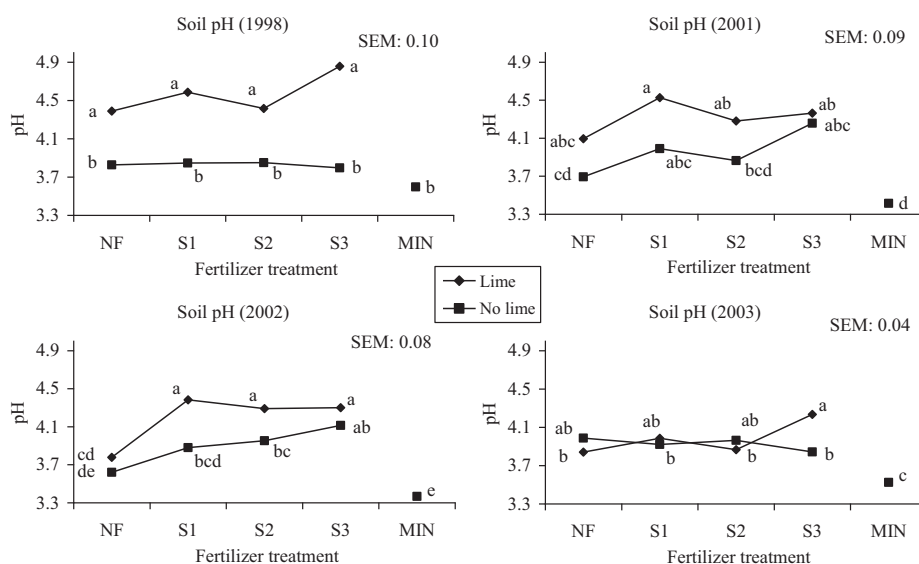 Soil pH (1998)
SEM: 0.10
pH
4.9
4.5
4.1
3.7
3.3
a
a
a
a
b
b
b
b
b
NF
S1
S2
S3
MIN
Fertilizer treatment
Soil pH (2001)
SEM: 0.09
pH
4.9
4.5
4.1
3.7
3.3
abc
a
ab
ab
cd
abc
bcd
abc
d
NF
S1
S2
S3
MIN
Fertilizer treatment
Lime
No lime
Soil pH (2002)
SEM: 0.08
pH
4.9
4.5
4.1
3.7
3.3
cd
a
a
a
de
bcd
bc
ab
e
NF
S1
S2
S3
MIN
Fertilizer treatment
Soil pH (2003)
SEM: 0.04
pH
4.9
4.5
4.1
3.7
3.3
ab
ab
ab
a
b
b
b
b
c
NF
S1
S2
S3
MIN
Fertilizer treatment